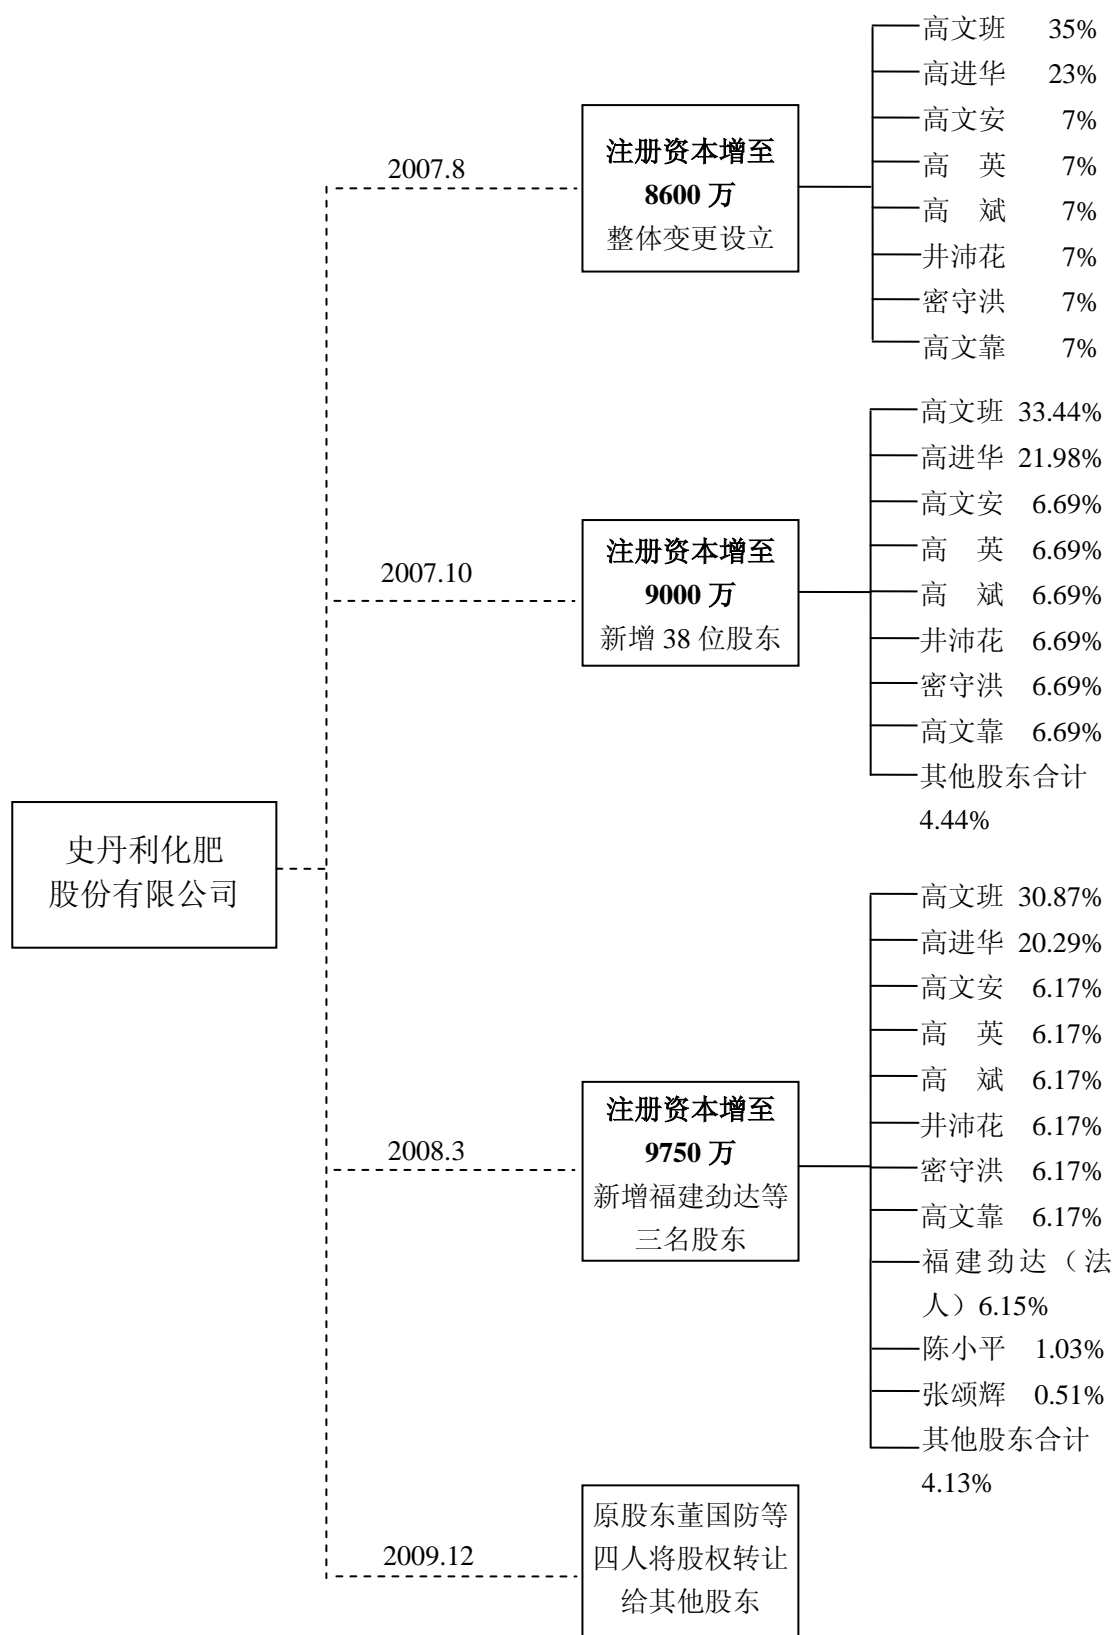 史丹利化肥
股份有限公司
2007.8
注册资本增至
8600 万
整体变更设立
高文班 35%
高进华 23%
高文安 7%
高 英 7%
高 斌 7%
井沛花 7%
密守洪 7%
高文靠 7%
2007.10
注册资本增至
9000 万
新增 38 位股东
高文班 33.44%
高进华 21.98%
高文安 6.69%
高 英 6.69%
高 斌 6.69%
井沛花 6.69%
密守洪 6.69%
高文靠 6.69%
其他股东合计
4.44%
2008.3
注册资本增至
9750 万
新增福建劲达等
三名股东
高文班 30.87%
高进华 20.29%
高文安 6.17%
高 英 6.17%
高 斌 6.17%
井沛花 6.17%
密守洪 6.17%
高文靠 6.17%
福建劲达（法
人）6.15%
陈小平 1.03%
张颂辉 0.51%
其他股东合计
4.13%
2009.12
原股东董国防等
四人将股权转让
给其他股东